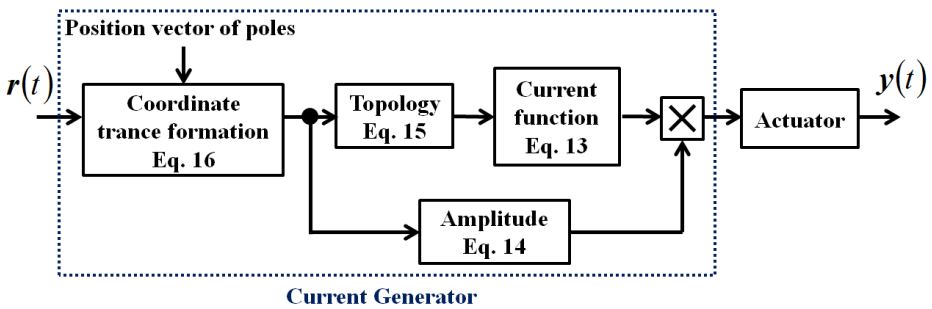 Position vector of poles
r(t)
Coordinate
trance formation
Eq. 16
Topology
Eq. 15
Current
function
Eq. 13
×
Actuator
y(t)
Amplitude
Eq. 14
Current Generator